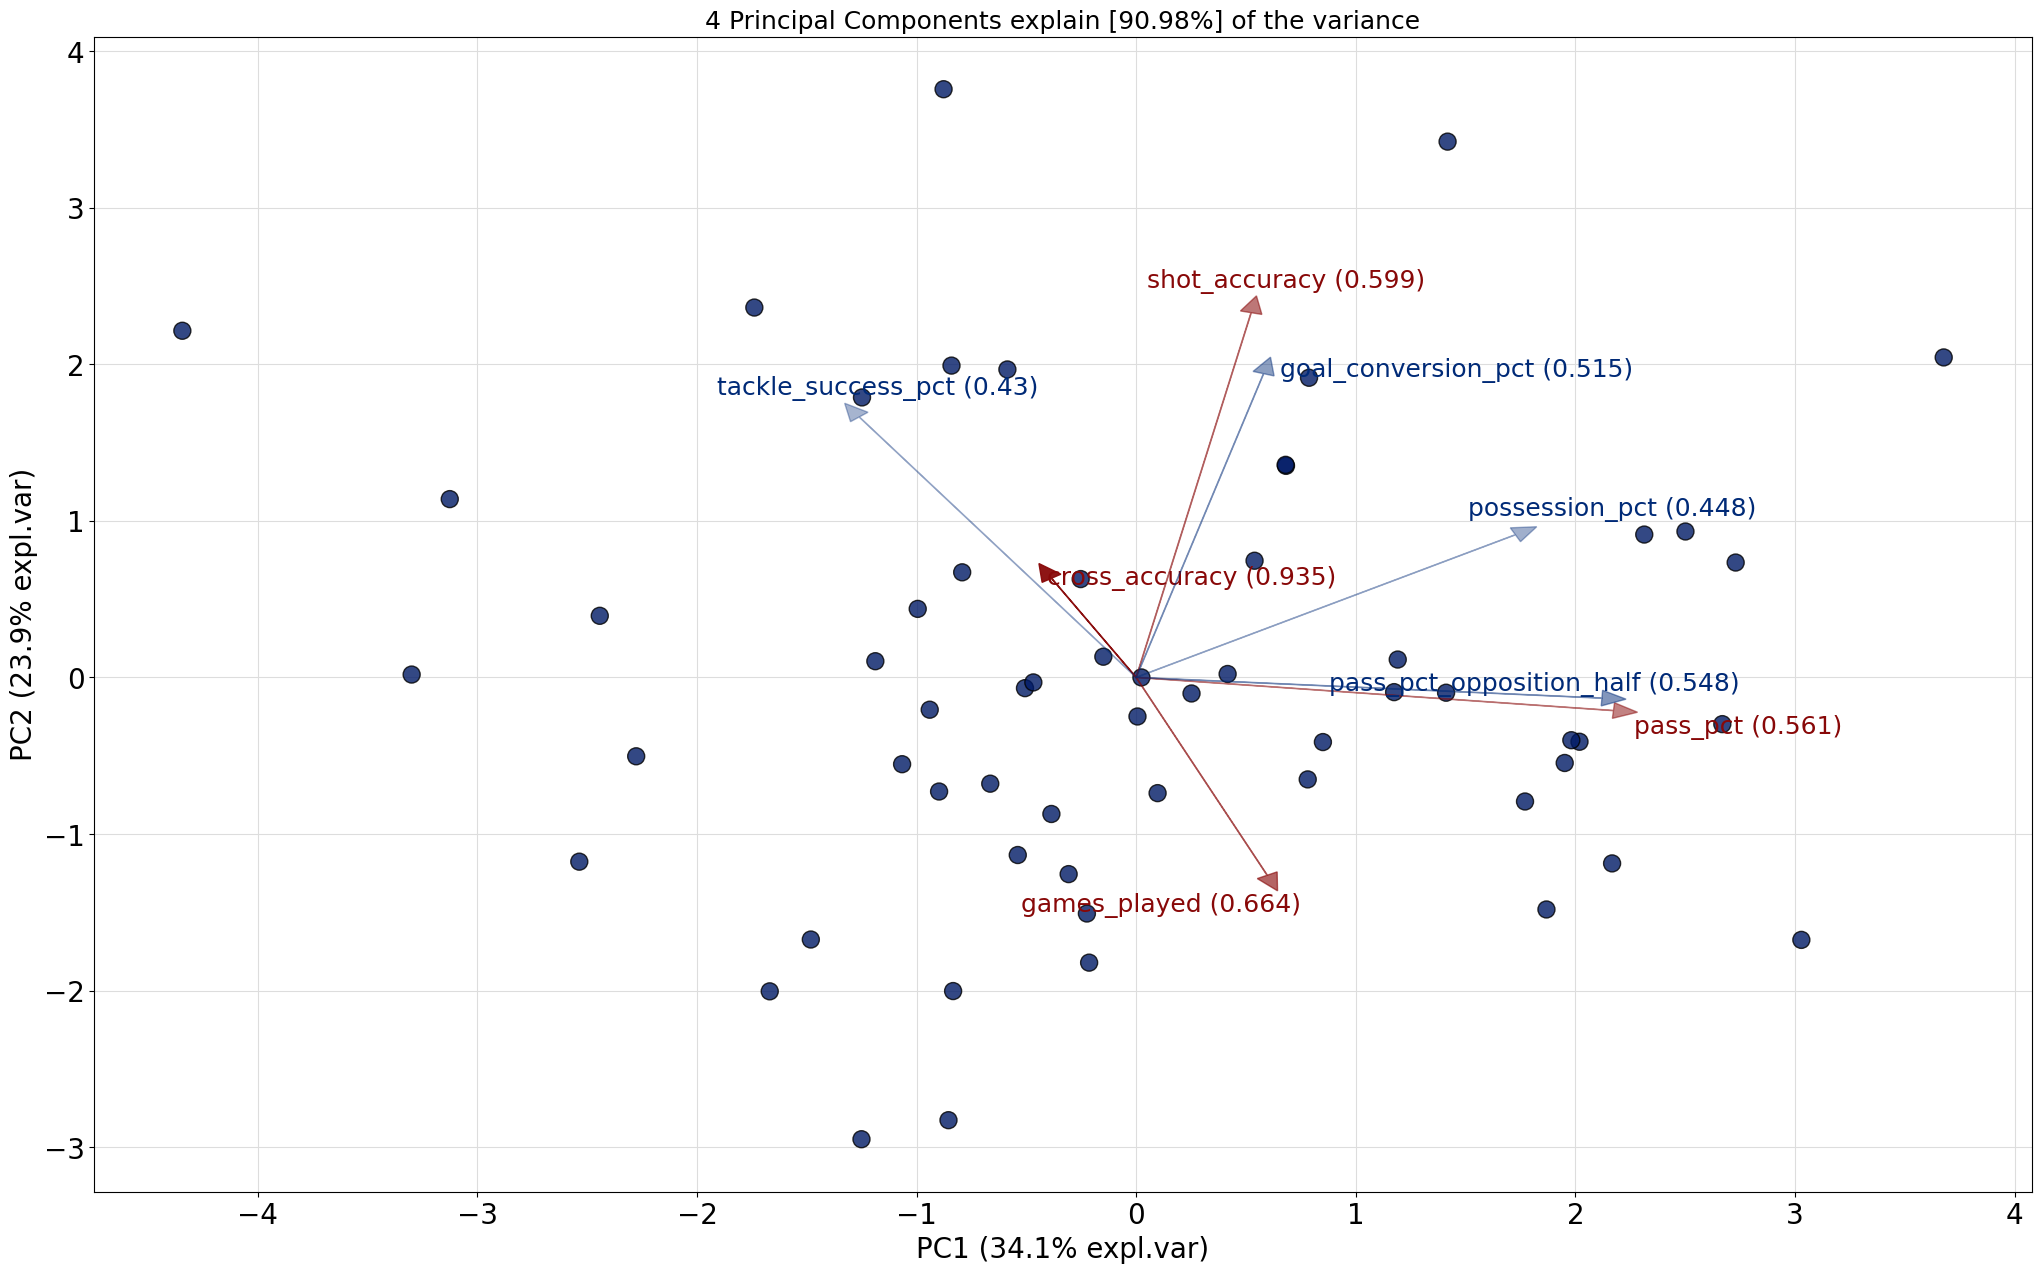 4 Principal Components explain [90.98%] of the variance
4
3
2
1
0
−1
−2
−3
PC2 (23.9% expl.var)
shot_accuracy (0.599)
goal_conversion_pct (0.515)
tackle_success_pct (0.43)
possession_pct (0.448)
cross_accuracy (0.935)
pass_pct_opposition_half (0.548)
pass_pct (0.561)
games_played (0.664)
−4
−3
−2
−1
0
1
2
3
4
PC1 (34.1% expl.var)